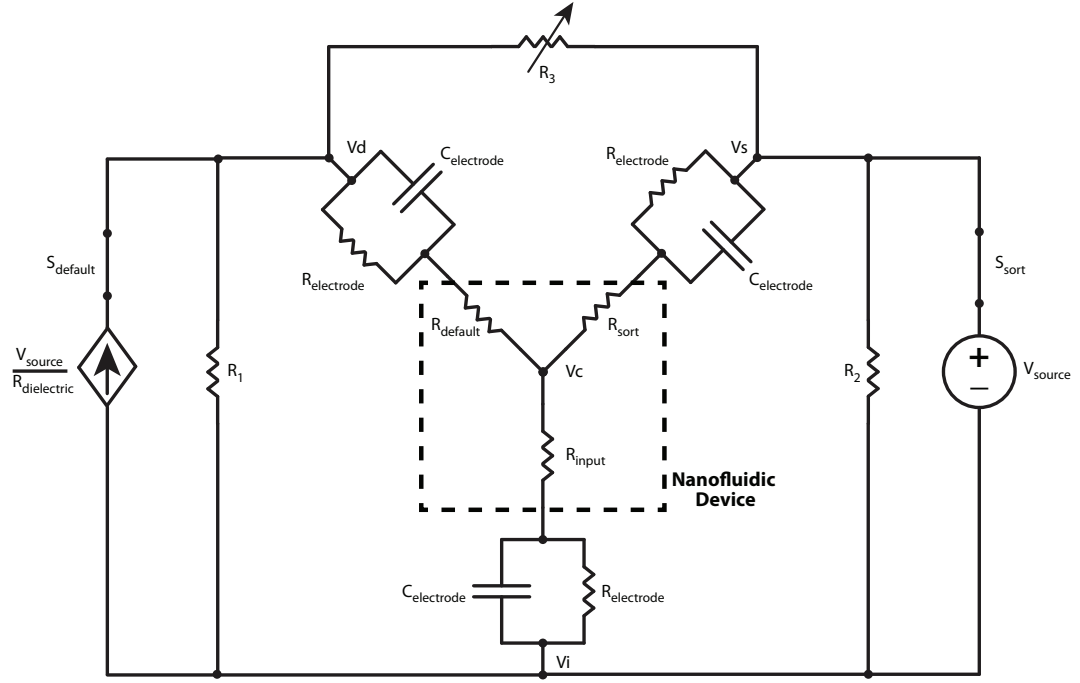 R3
Vd
Vs
Celectrode
Relectrode
Sdefault
Relectrode
Celectrode
Ssort
Rdefault
Rsort
Vsource
Rdielectric
R1
Vc
R2
+
–
Vsource
Rinput
Nanofluidic
Device
Celectrode
Relectrode
Vi